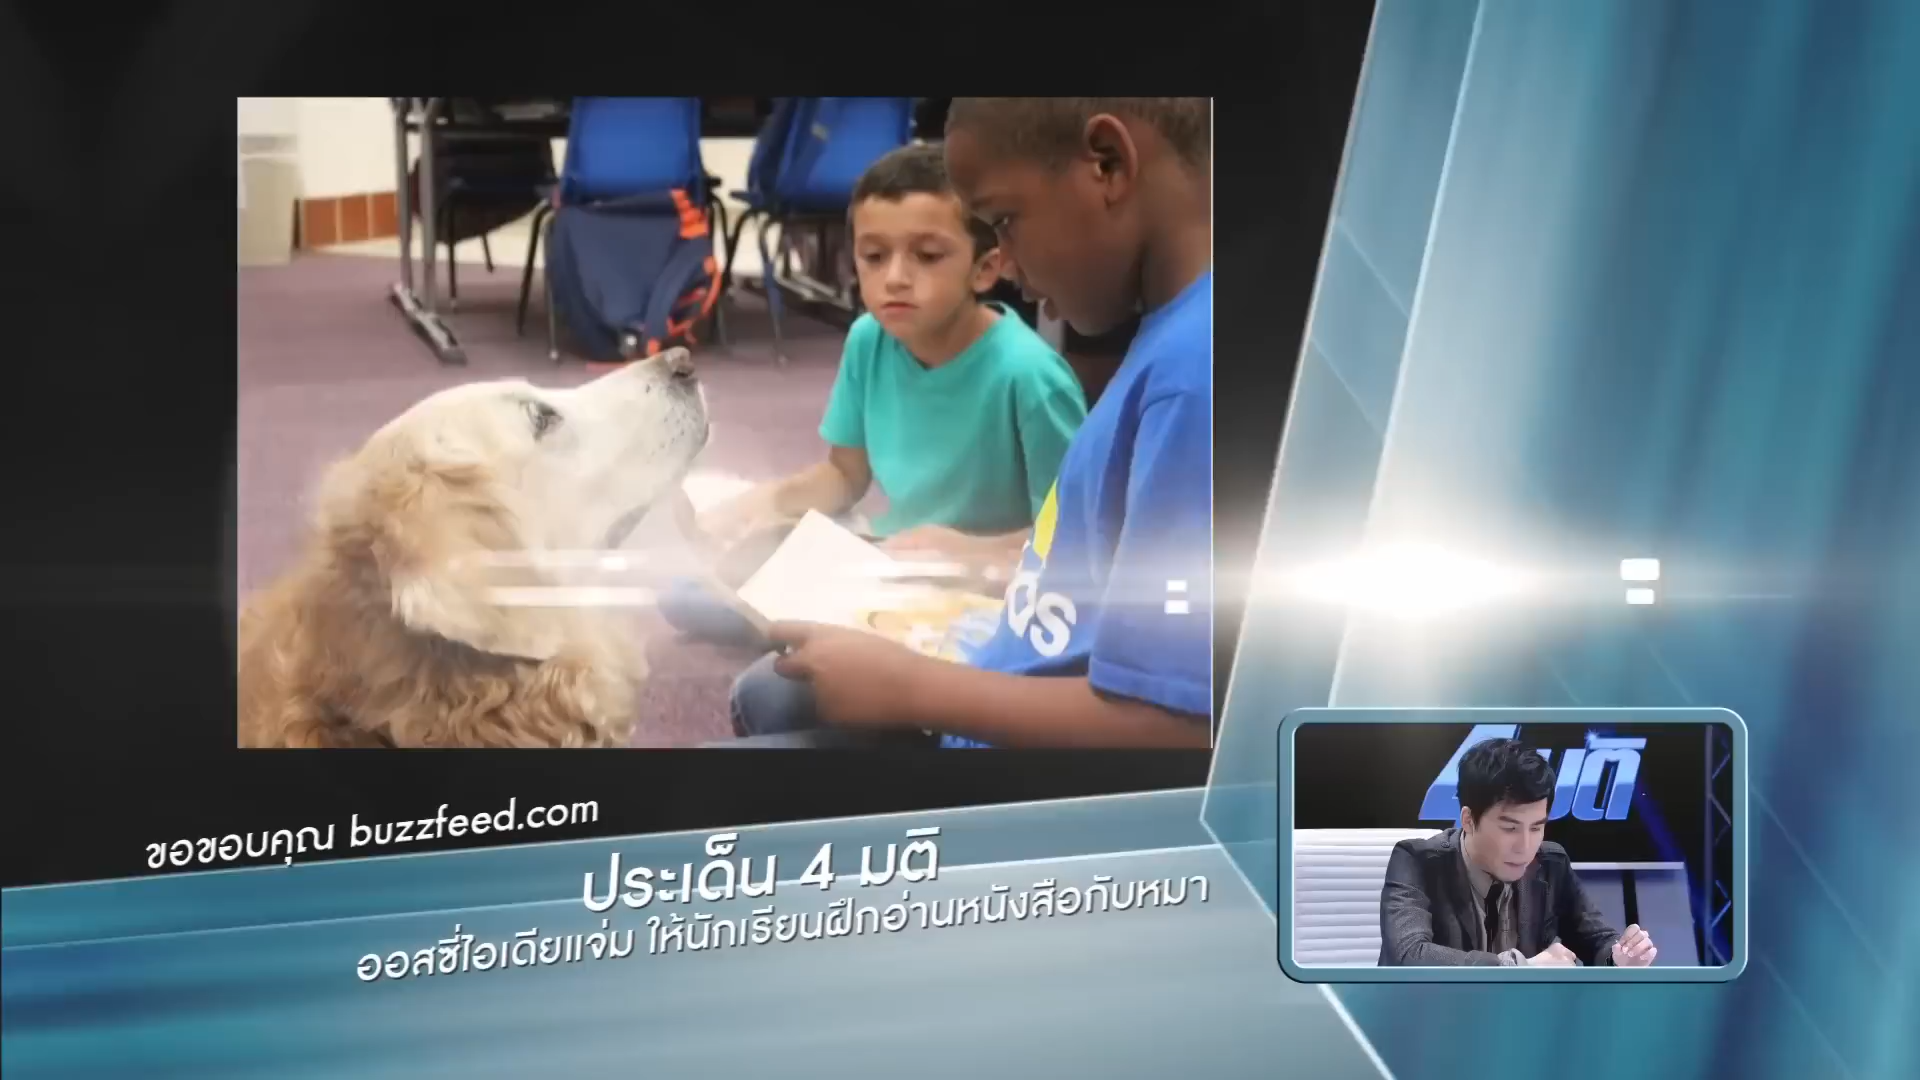 ขอขอบคุณ buzzfeed.com
ประเด็น 4 มติ
ออสซี่ไอเดียแจ่ม ให้นักเรียนฝึกอ่านหนังสือกับหมา